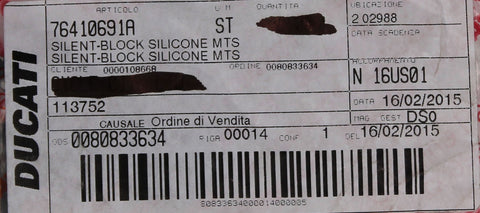 ARTICOLO U M QUANTITA UBICAZIONE
76410691A ST 2 02988
SILENT-BLOCK SILICONE MTS DATA SCADENZA
SILENT-BLOCK SILICONE MTS
CLIENTE 0000108668 ORDINE 0080833634 ACCOPPAMENTO
N 16US01
113752 DATA 16/02/2015
CAUSALE Ordine di Vendita MAG DEST DS0
ODS 0080833634 RIGA 00014 CONF 1 DEL 16/02/2015
DUCATI